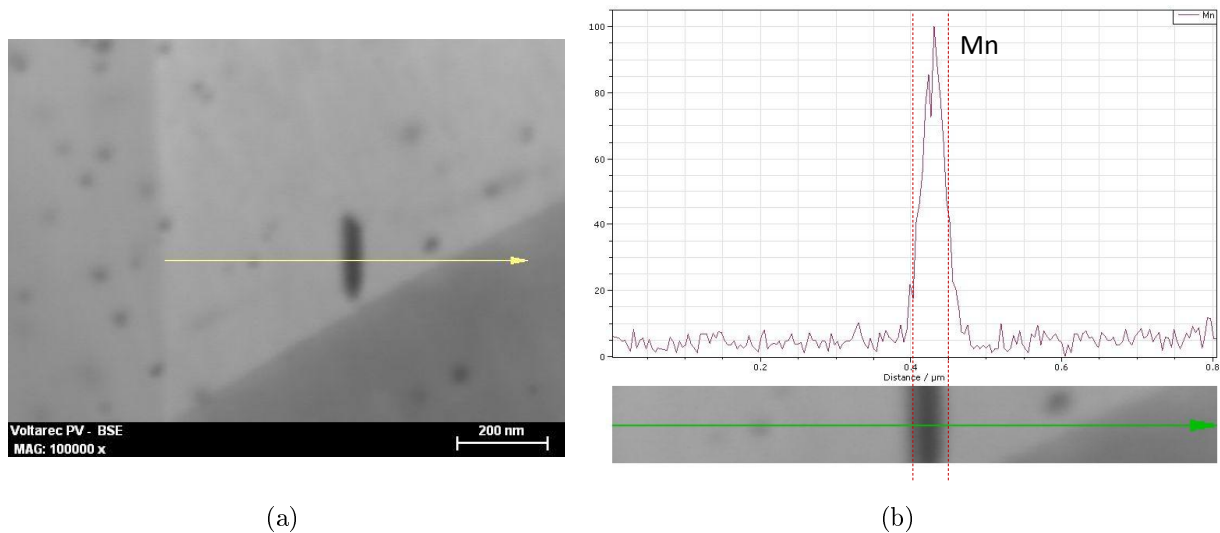 Voltarec PV - BSE
MAG: 100000 x
200 nm
(a)
Mn
Mn
100
80
60
40
20
0
0.2
0.4
0.6
0.8
Distance / µm
(b)